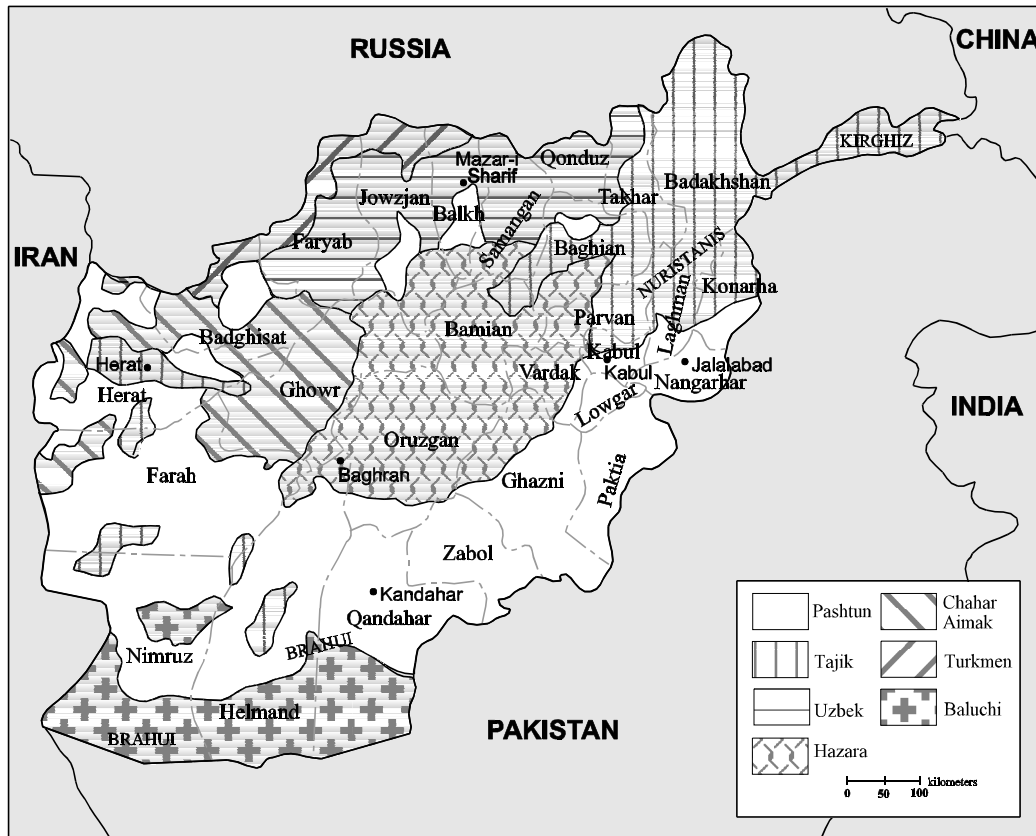 RUSSIA
CHINA
IRAN
INDIA
PAKISTAN
KIRGHIZ
Mazar-i
Sharif
Qonduz
Jowzjan
Balkh
Samangan
Takhar
Badakhshan
Faryab
Baghlan
NURISTANIS
Konarha
Badghisat
Bamian
Parvan
Laghman
Kabul
Kabul
Jalalabad
Nangarhar
Herat
Herat
Ghowr
Vardak
Lowgar
Oruzgan
Baghran
Farah
Ghazni
Paktia
Zabol
Kandahar
Qandahar
BRAHUI
Nimruz
Helmand
BRAHUI
Pashtun
Tajik
Uzbek
Hazara
Chahar
Aimak
Turkmen
Baluchi
kilometers
0 50 100